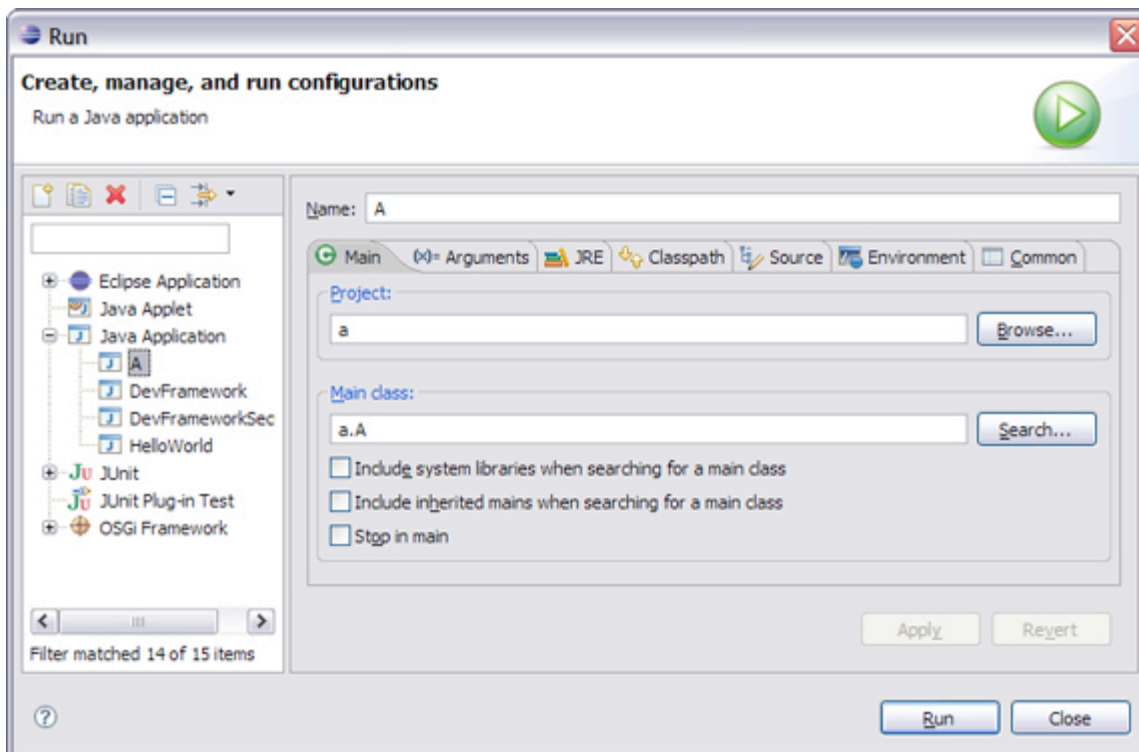 Run
Create, manage, and run configurations
Run a Java application
Name: A
Main (x)= Arguments JRE Classpath Source Environment Common
Eclipse Application
Java Applet
Java Application
A
DevFramework
DevFrameworkSec
HelloWorld
JUnit
JUnit Plug-in Test
OSGi Framework
Filter matched 14 of 15 items
Project:
a Browse...
Main class:
a.A Search...
Include system libraries when searching for a main class
Include inherited mains when searching for a main class
Stop in main
Apply Revert
Run Close